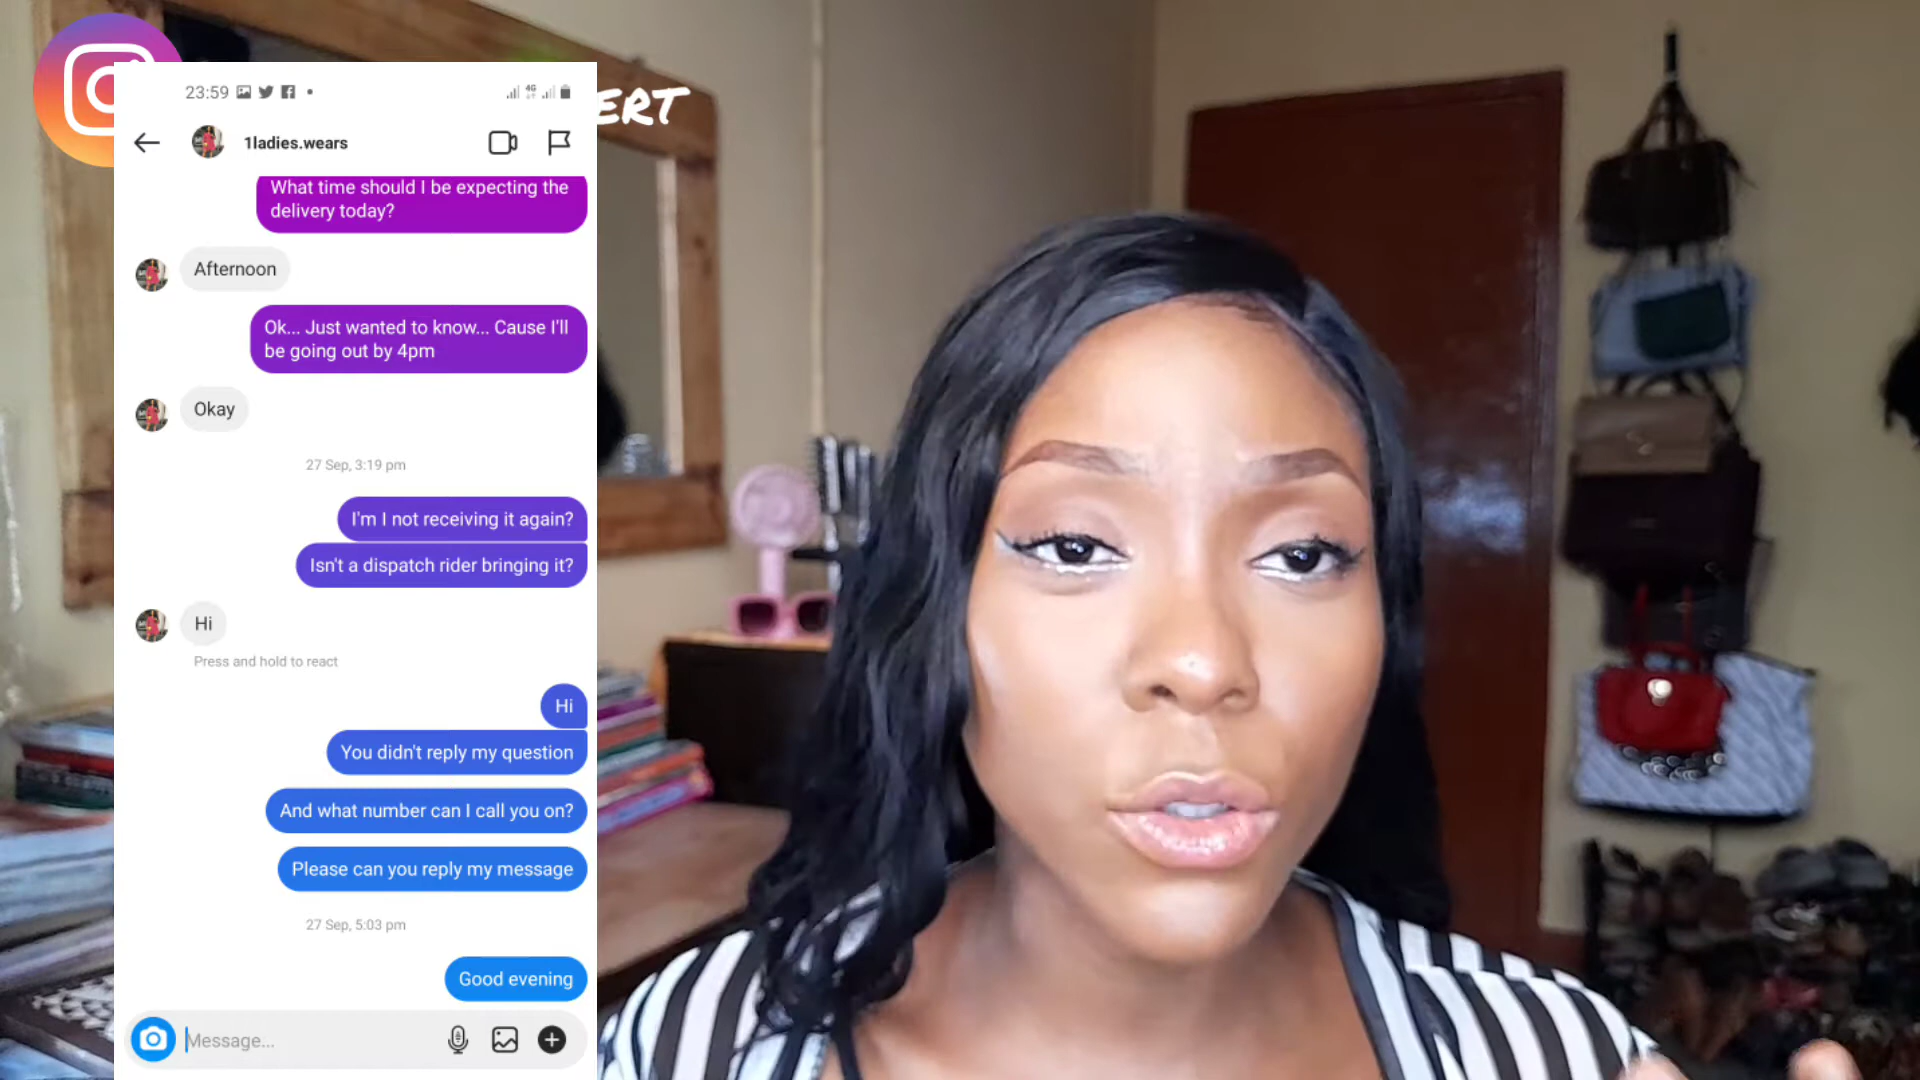 23:59
4G
ERT
1ladies.wears
What time should I be expecting the
delivery today?
Afternoon
Ok... Just wanted to know... Cause I'll
be going out by 4pm
Okay
27 Sep, 3:19 pm
I'm I not receiving it again?
Isn't a dispatch rider bringing it?
Hi
Press and hold to react
Hi
You didn't reply my question
And what number can I call you on?
Please can you reply my message
27 Sep, 5:03 pm
Good evening
Message...